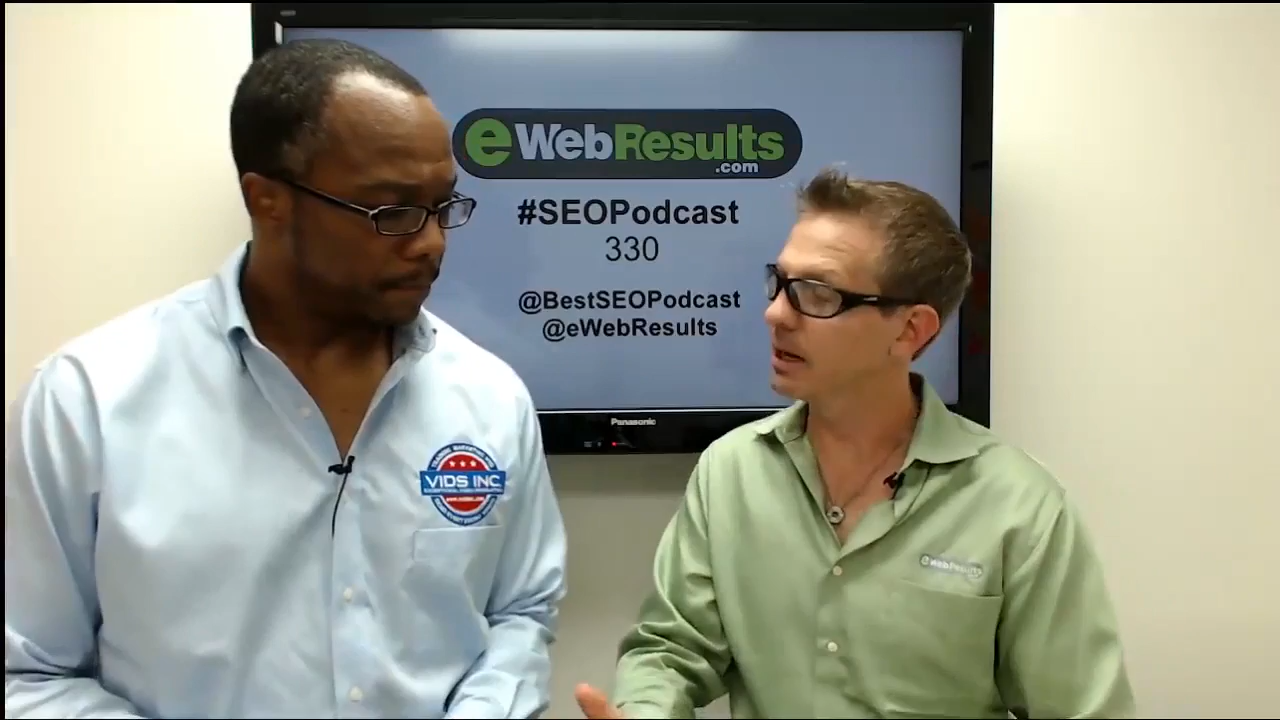 eWebResults
.com
#SEOPodcast
330
@BestSEOPodcast
@eWebResults
Panasonic
VIDS INC.
eWebResults